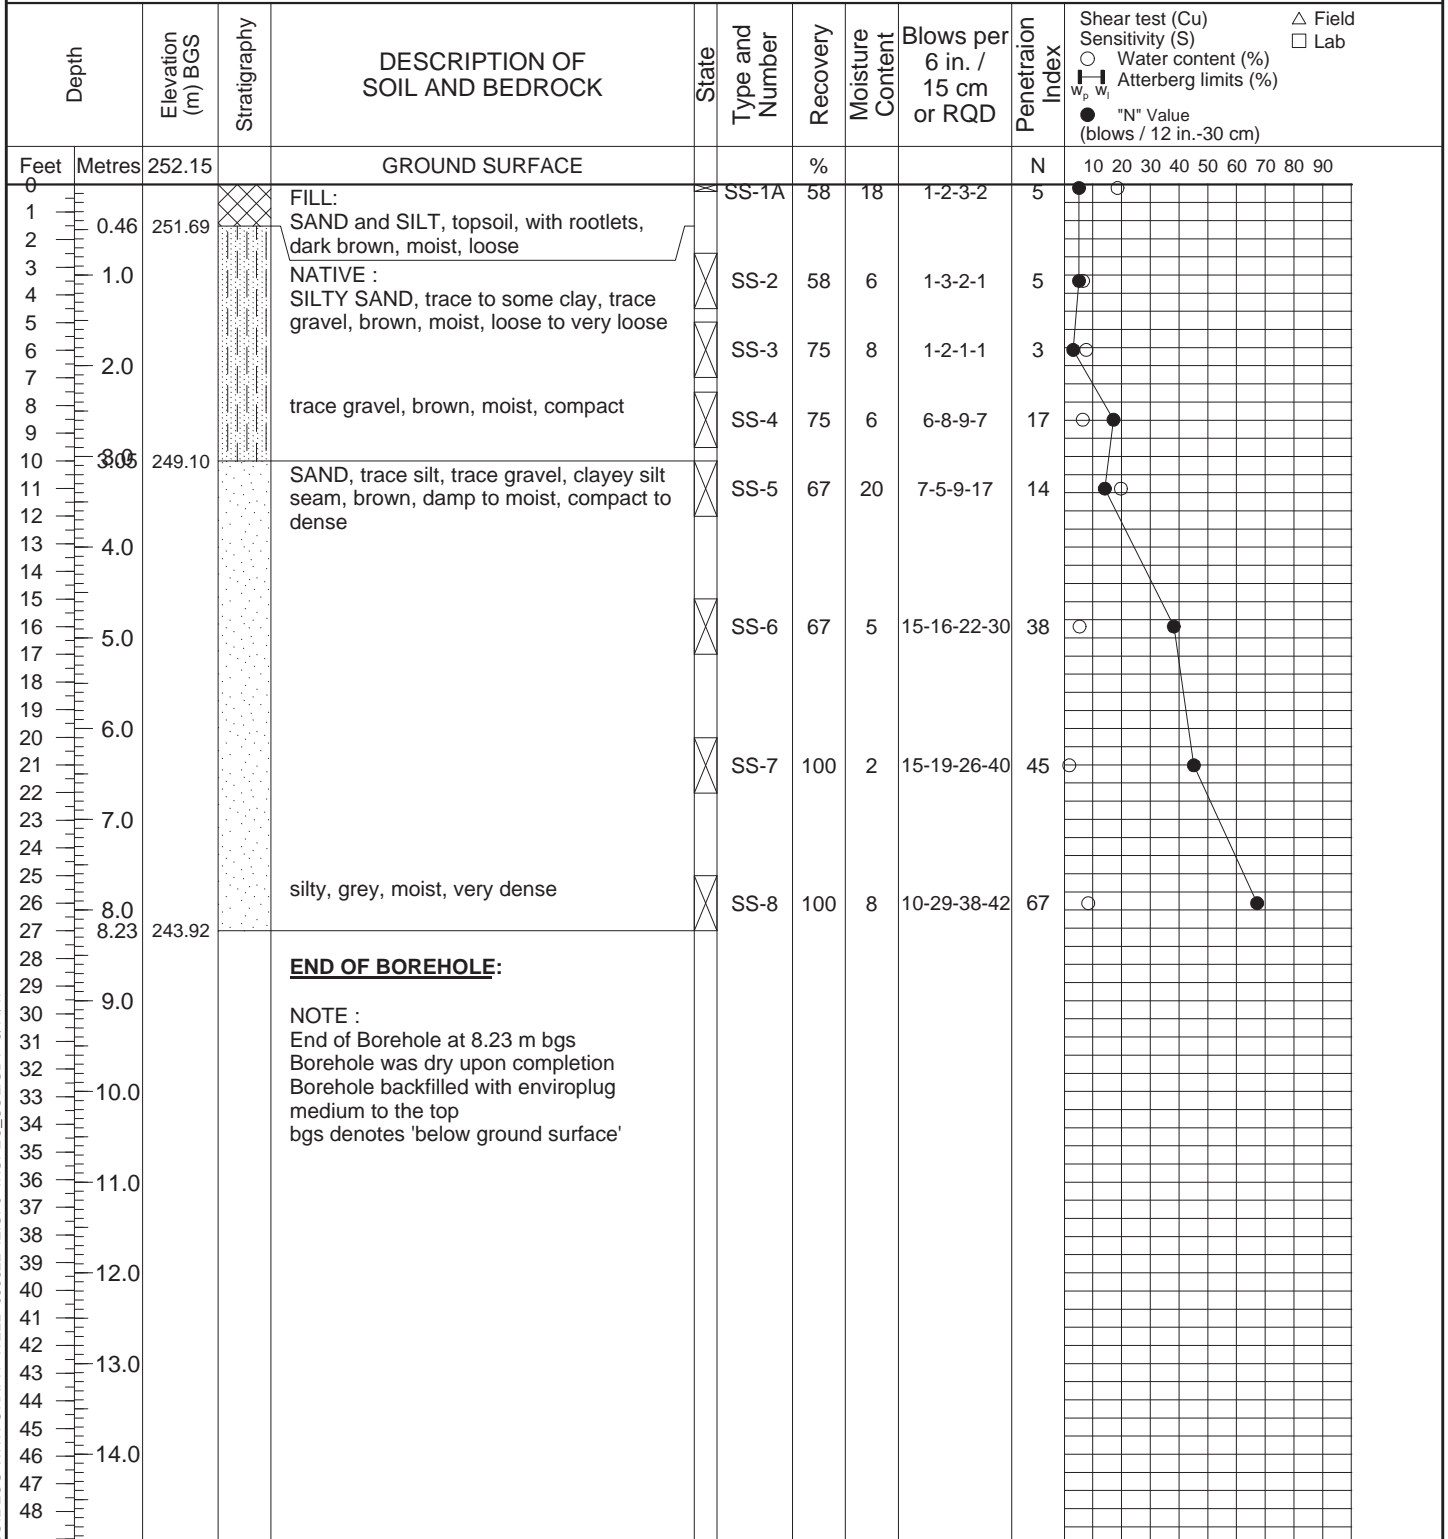 Depth
Elevation (m) BGS
Stratigraphy
DESCRIPTION OF
SOIL AND BEDROCK
State
Type and Number
Recovery
Moisture Content
Blows per
6 in. /
15 cm
or RQD
Penetraion Index
Shear test (Cu)
Sensitivity (S)
△ Field
□ Lab
○ Water content (%)
wp wl Atterberg limits (%)
● "N" Value
(blows / 12 in.-30 cm)
Feet Metres 252.15 GROUND SURFACE % N 10 20 30 40 50 60 70 80 90
0 FILL: SS-1A 58 18 1-2-3-2 5
1 SAND and SILT, topsoil, with rootlets,
0.46 251.69
2 dark brown, moist, loose
3 1.0 NATIVE : SS-2 58 6 1-3-2-1 5
4 SILTY SAND, trace to some clay, trace
5 gravel, brown, moist, loose to very loose
6 2.0 SS-3 75 8 1-2-1-1 3
7
8 trace gravel, brown, moist, compact SS-4 75 6 6-8-9-7 17
9
10 3.0 3.05 249.10
SAND, trace silt, trace gravel, clayey silt
11 seam, brown, damp to moist, compact to SS-5 67 20 7-5-9-17 14
12 dense
13 4.0
14
15
16 5.0 SS-6 67 5 15-16-22-30 38
17
18
19
20 6.0
21 SS-7 100 2 15-19-26-40 45
22
23 7.0
24
25 silty, grey, moist, very dense
26 8.0 SS-8 100 8 10-29-38-42 67
27 8.23 243.92
28 END OF BOREHOLE:
29
30 9.0 NOTE :
31 End of Borehole at 8.23 m bgs
32 Borehole was dry upon completion
33 10.0 Borehole backfilled with enviroplug
34 medium to the top
35 bgs denotes 'below ground surface'
36 11.0
37
38
39 12.0
40
41
42
43 13.0
44
45
46 14.0
47
48